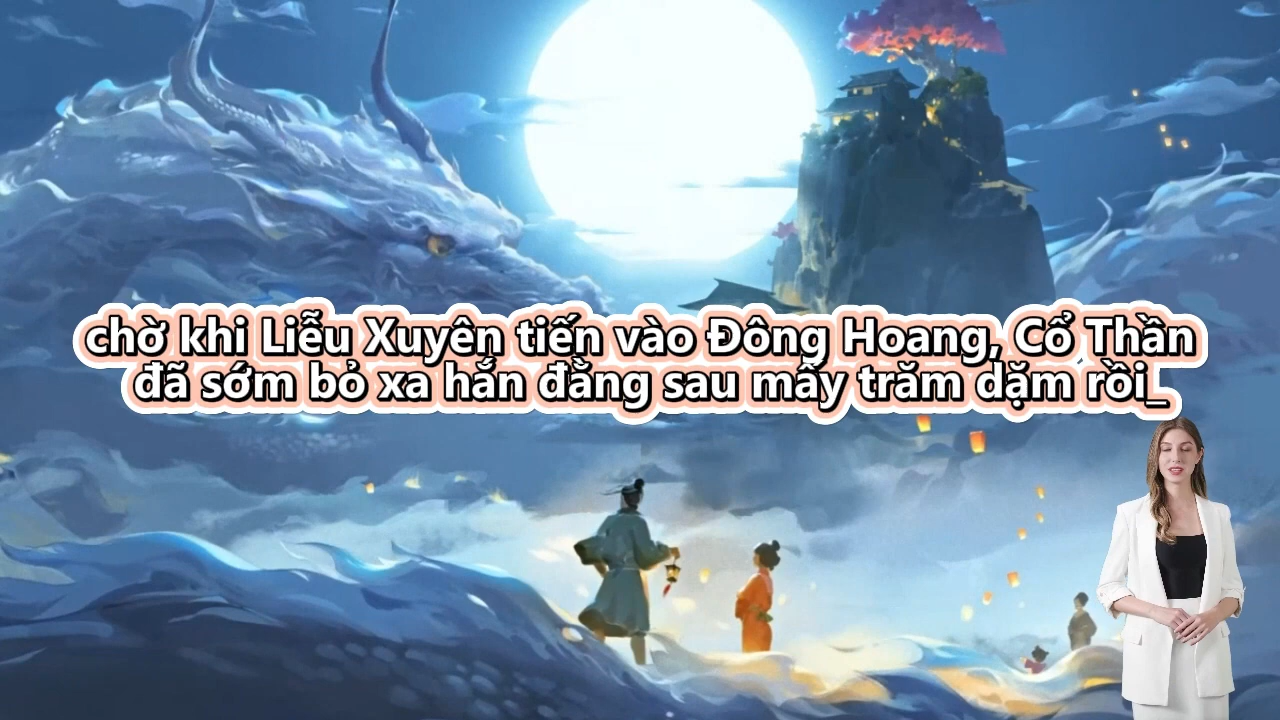 chờ khi Liễu Xuyên tiến vào Đông Hoang, Cổ Thần
đã sớm bỏ xa hắn đằng sau mấy trăm dặm rồi_